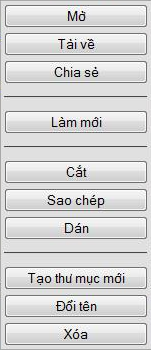 Mở
Tải về
Chia sẻ
Làm mới
Cắt
Sao chép
Dán
Tạo thư mục mới
Đổi tên
Xóa